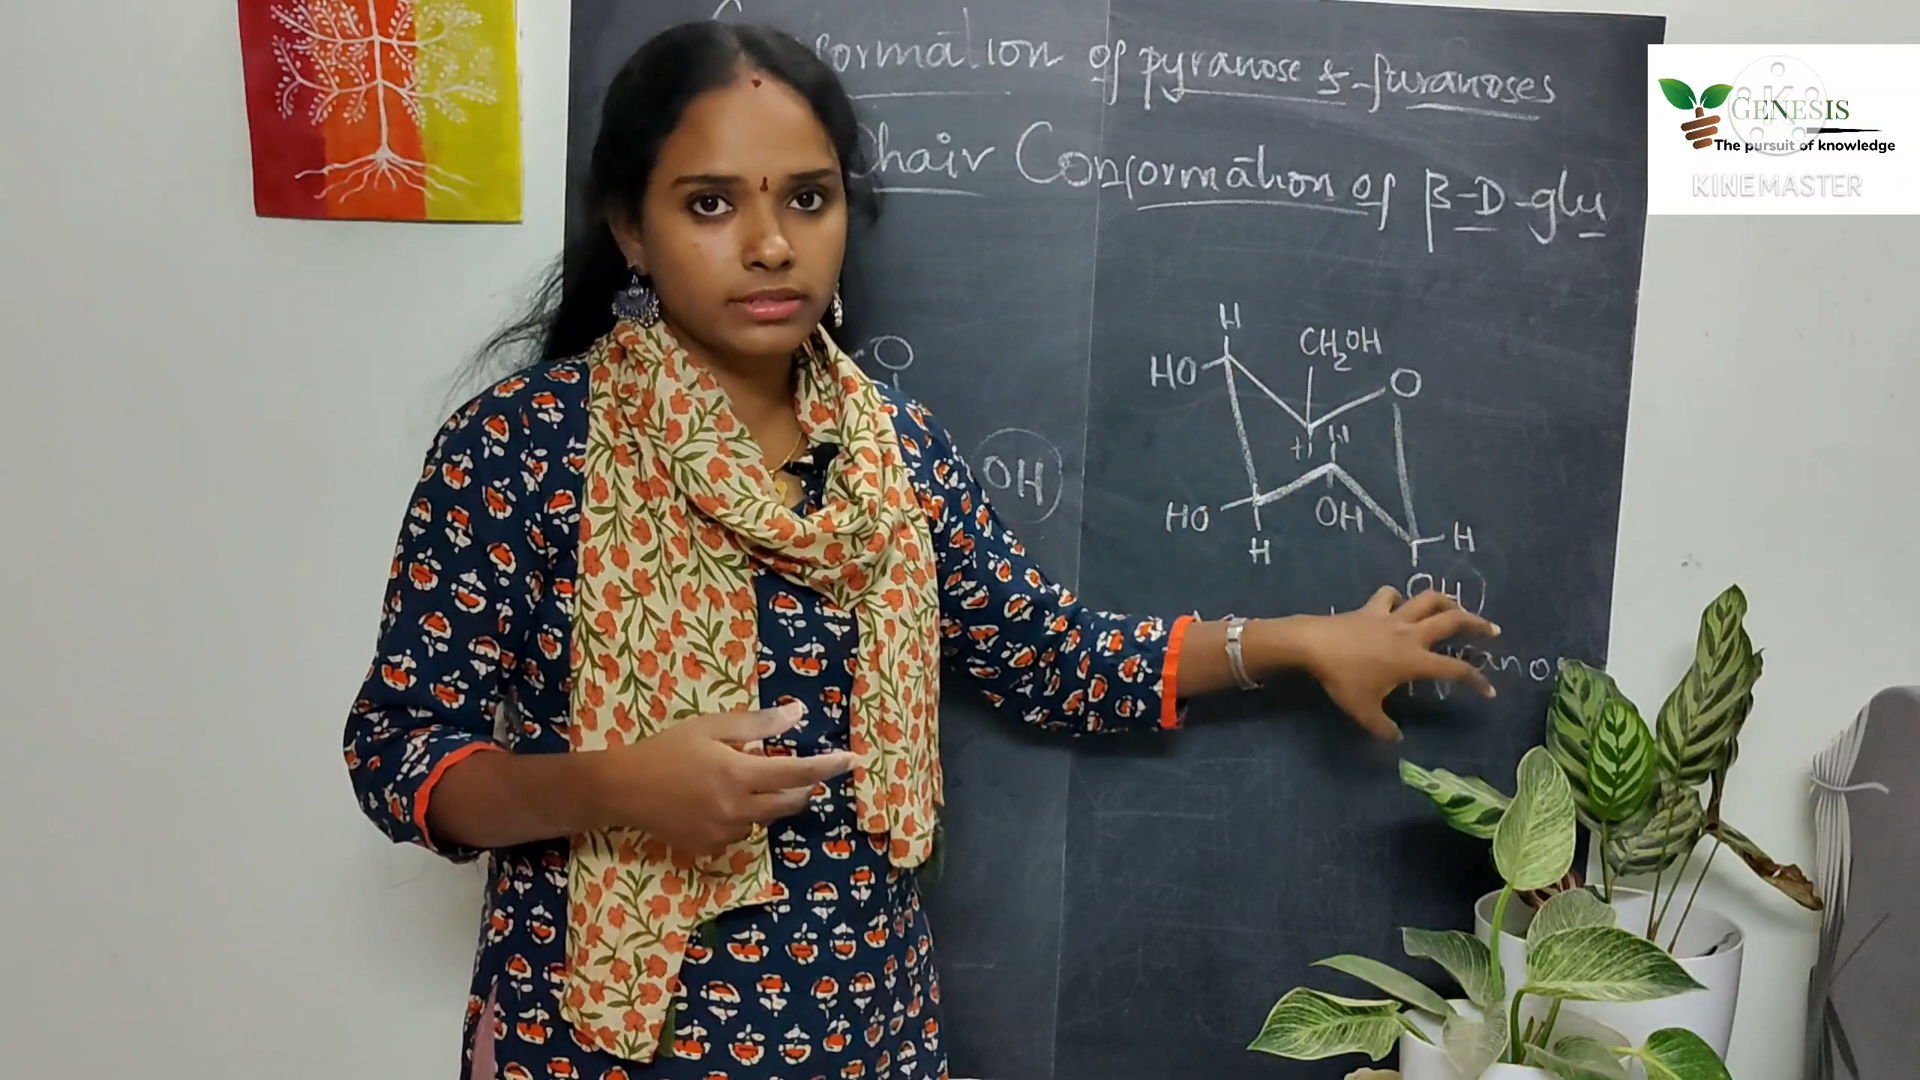 of pyranose & furanoses
Chair Conformation of β-D-glu
GENESIS
The pursuit of knowledge
KINEMASTER
H
CH2OH
HO
O
O
H
H
OH
HO
OH
H
H
OH